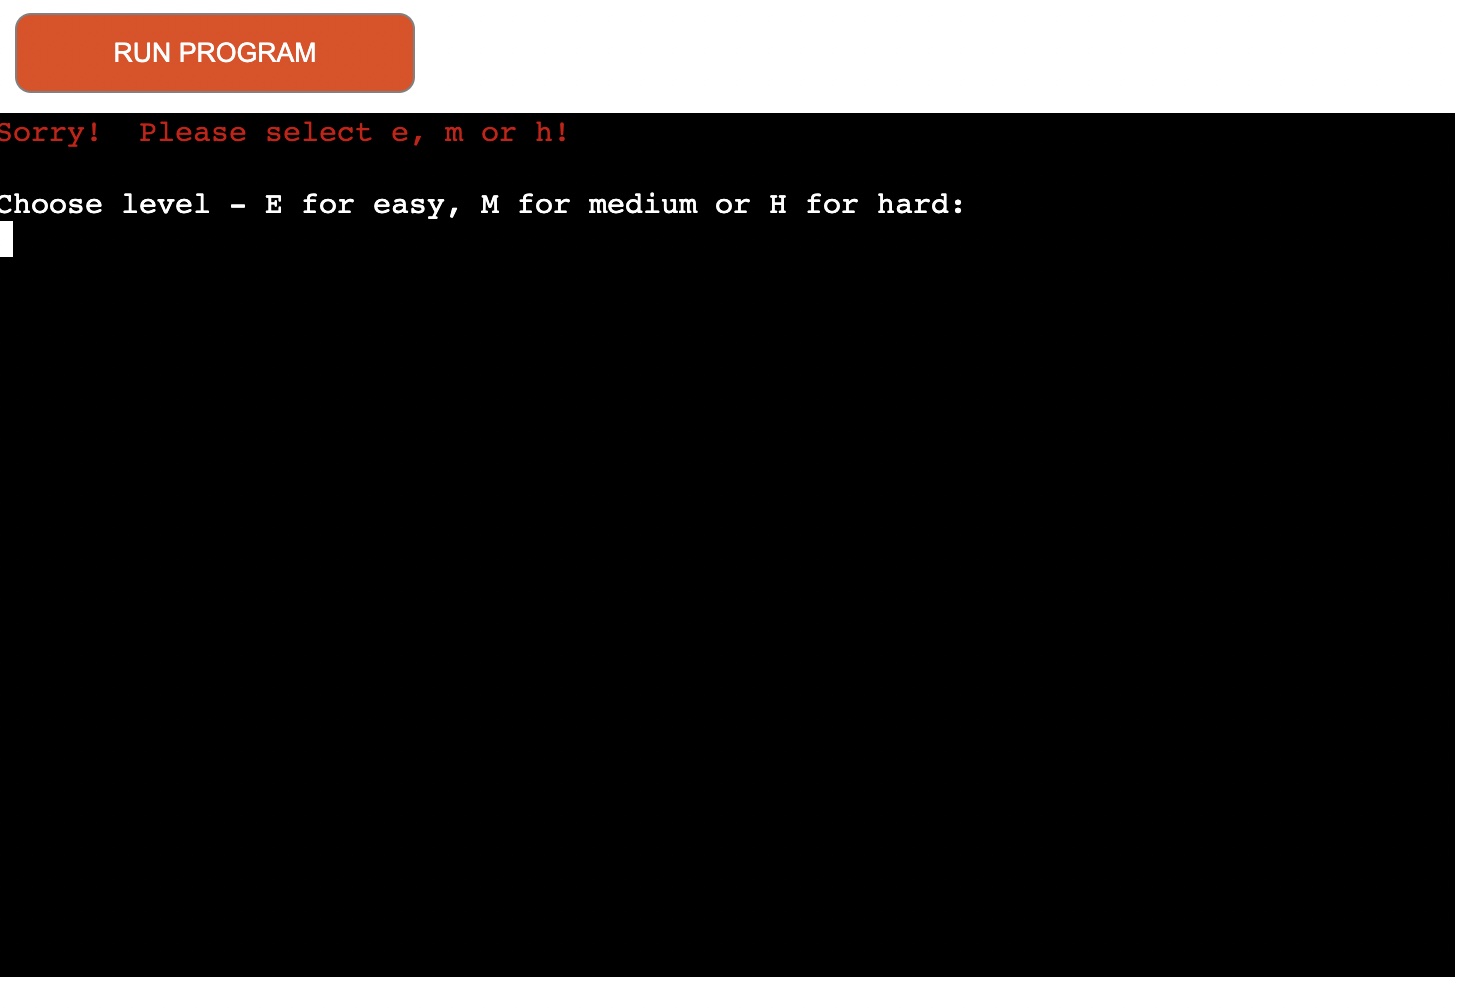 RUN PROGRAM
Sorry!  Please select e, m or h!
Choose level - E for easy, M for medium or H for hard: